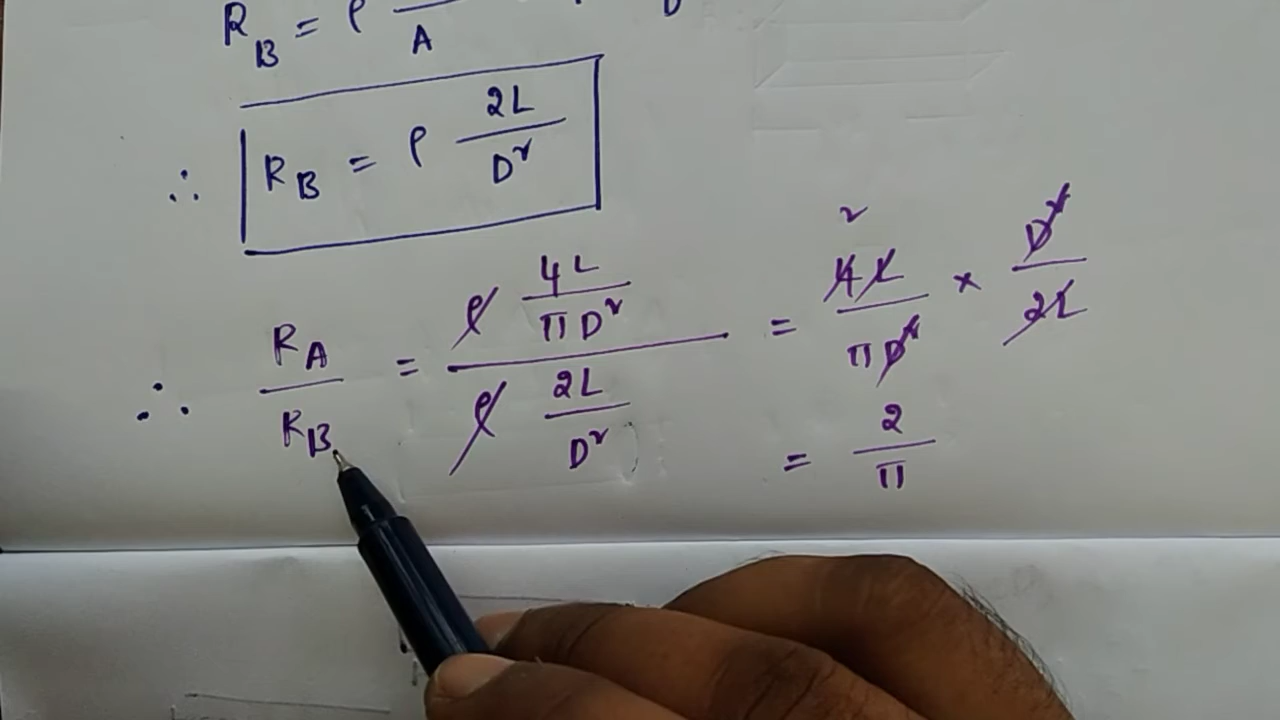 R_B = ρ ―/A
∴ R_B = ρ 2L/D²
∴ R_A/R_B = (ρ 4L/πD²)/(ρ 2L/D²) = 4L/πD² × D²/2L
2
= 2/π